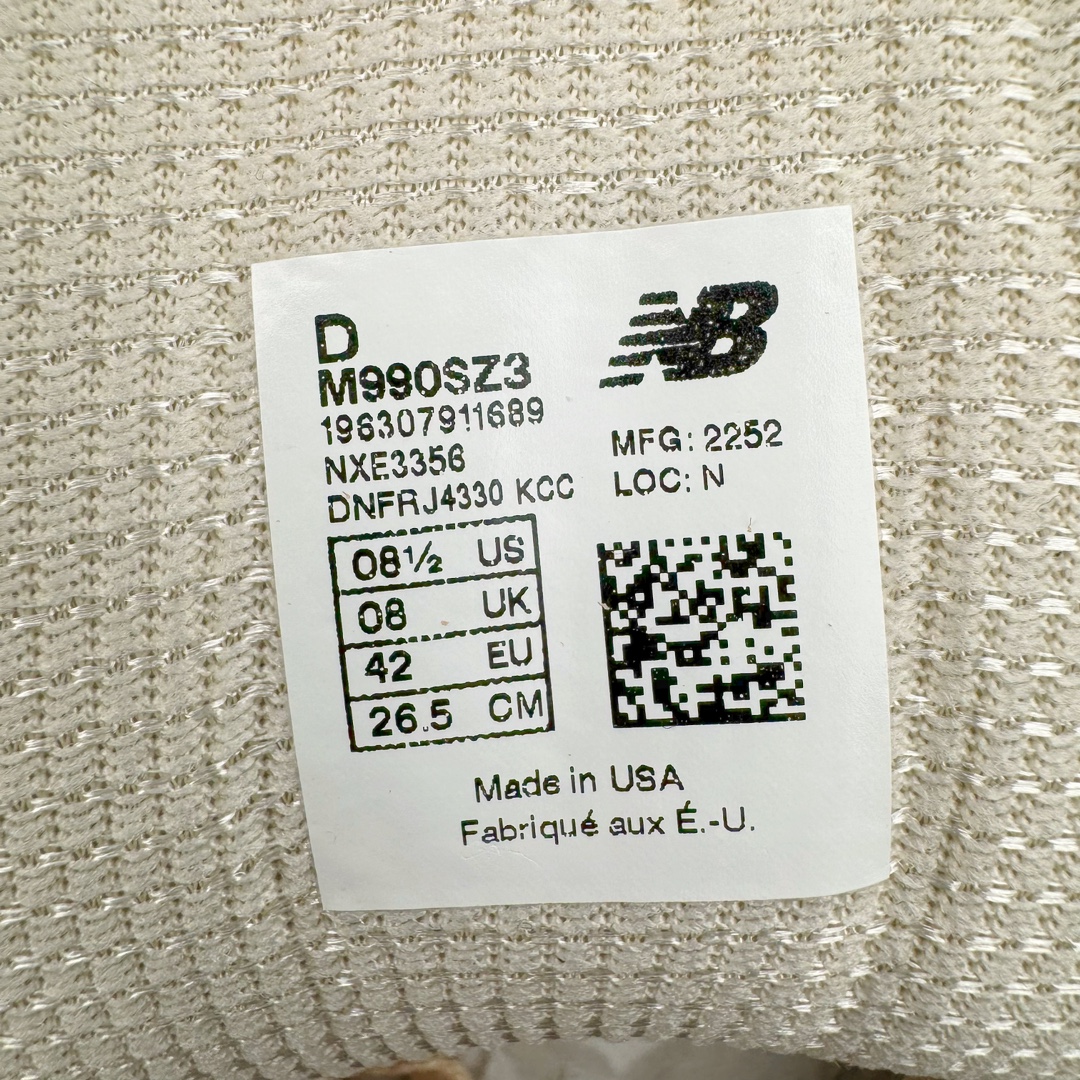 D
M990SZ3
196307911689
NXE3356
DNFRJ4330 KCC
NB
MFG: 2252
LOC: N
08½ US
08 UK
42 EU
26.5 CM
Made in USA
Fabriqué aux É.-U.